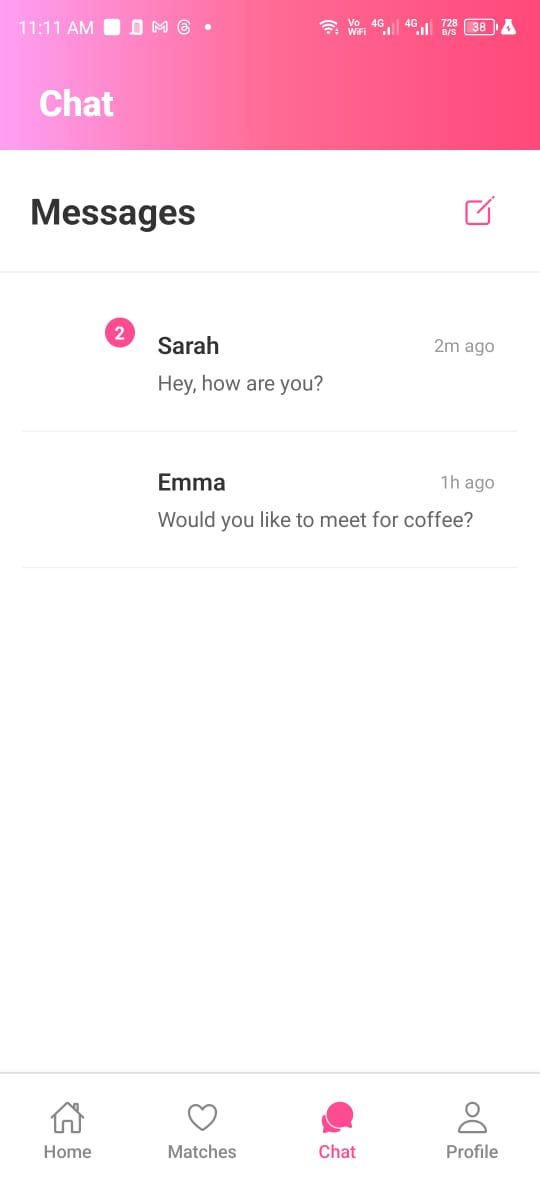 11:11 AM
Vo WiFi 4G 4G 728 B/S 38
Chat
Messages
2
Sarah 2m ago
Hey, how are you?
Emma 1h ago
Would you like to meet for coffee?
Home Matches Chat Profile